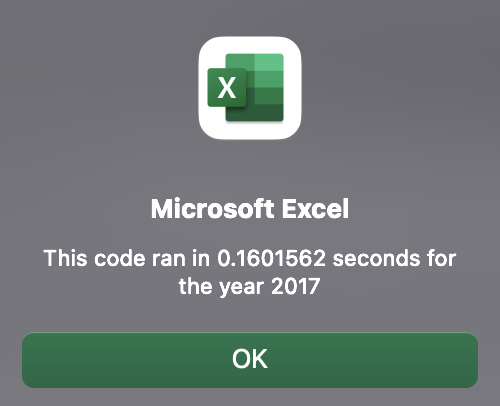 X
Microsoft Excel
This code ran in 0.1601562 seconds for
the year 2017
OK